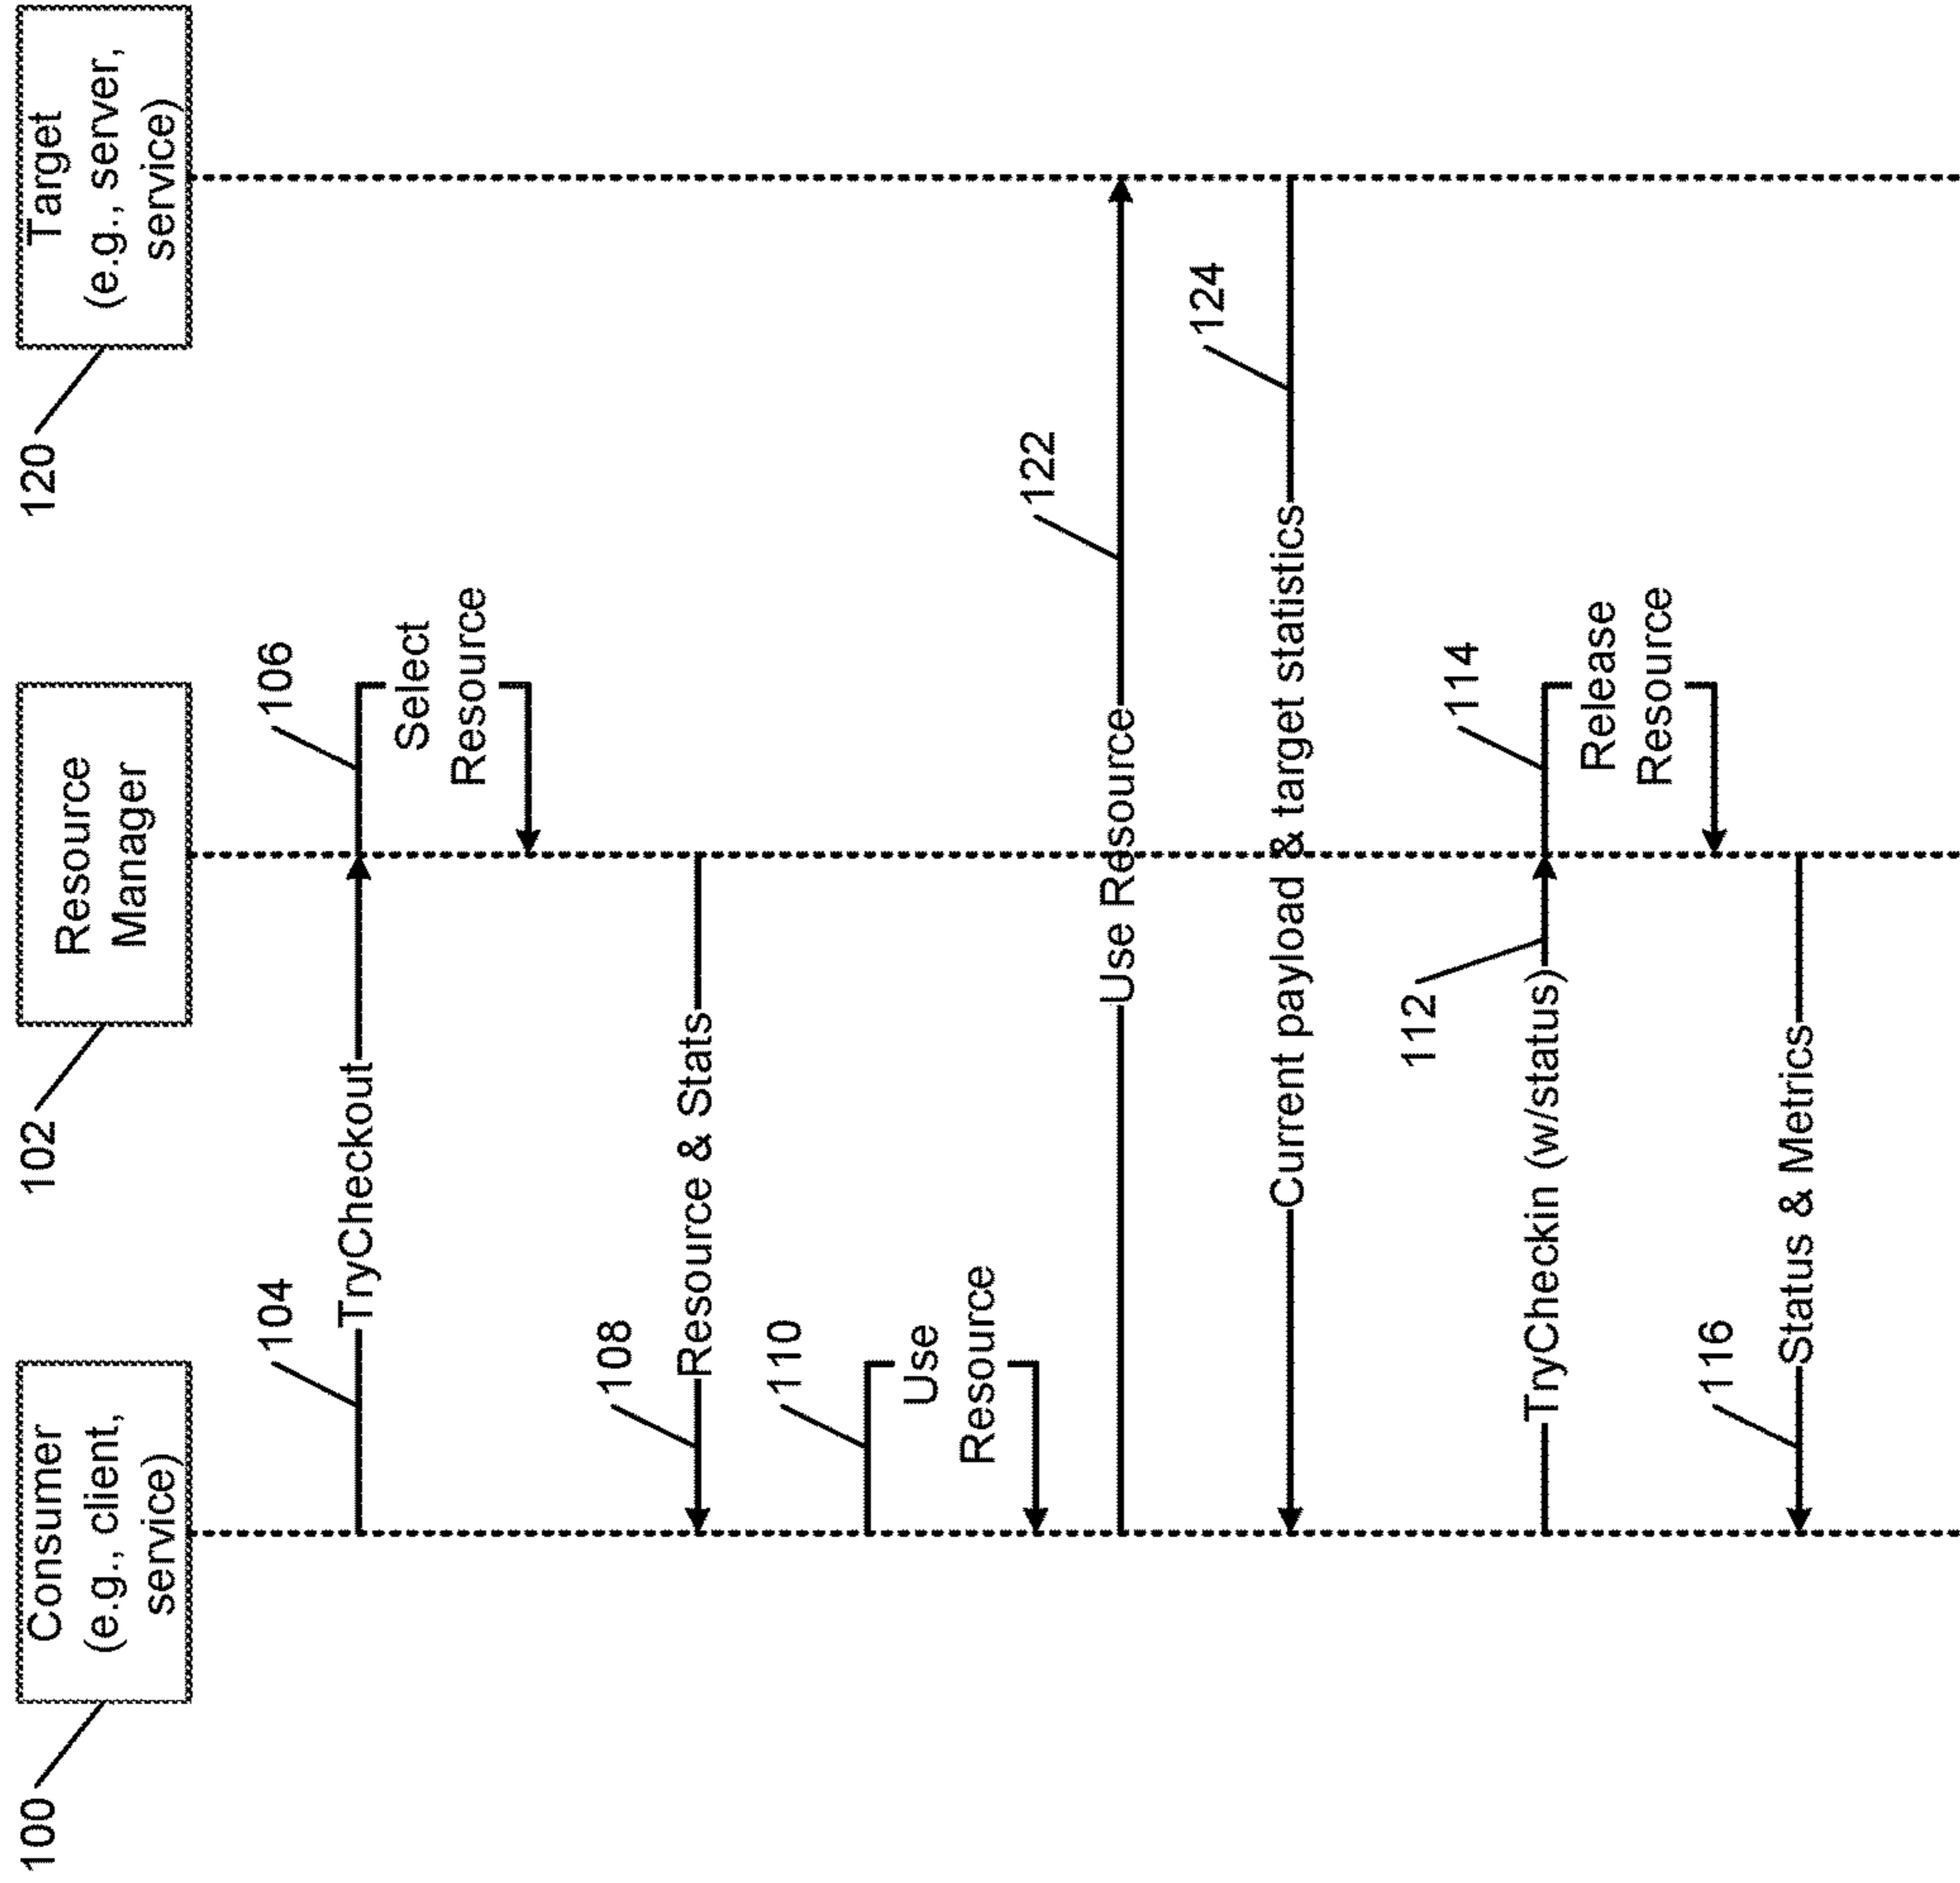 100
Consumer
(e.g., client,
service)
102
Resource
Manager
120
Target
(e.g., server,
service)
104
TryCheckout
106
Select
Resource
108
Resource & Stats
110
Use
Resource
122
Use Resource
124
Current payload & target statistics
112
TryCheckin (w/status)
114
Release
Resource
116
Status & Metrics